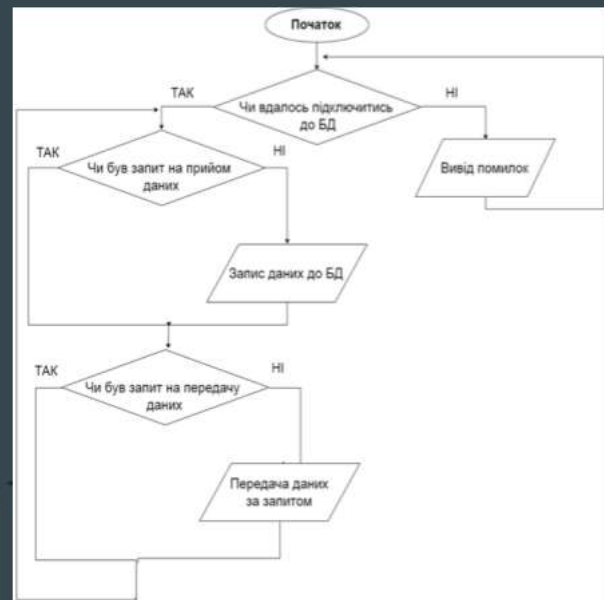 Початок
ТАК
НІ
Чи вдалось підключитись
до БД
ТАК
НІ
Чи був запит на прийом
даних
Вивід помилок
Запис даних до БД
ТАК
НІ
Чи був запит на передачу
даних
Передача даних
за запитом